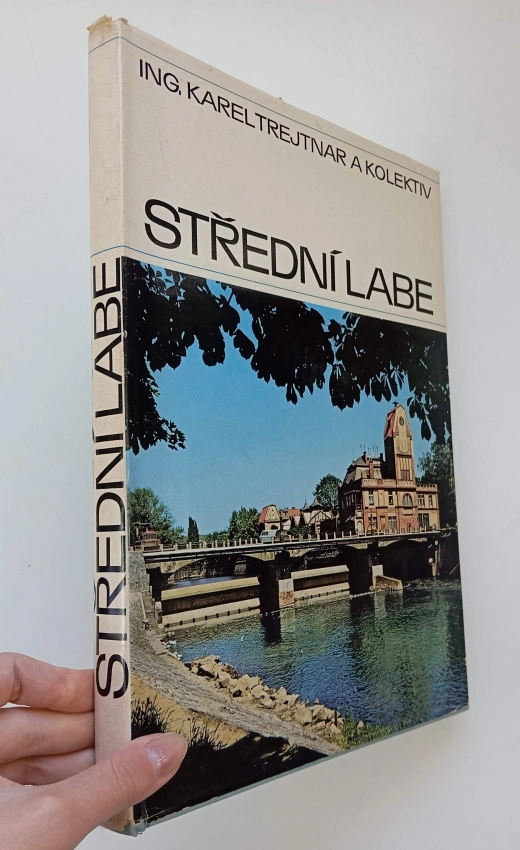 ING. KAREL TREJTNAR A KOLEKTIV
STŘEDNÍ LABE
STŘEDNÍ LABE